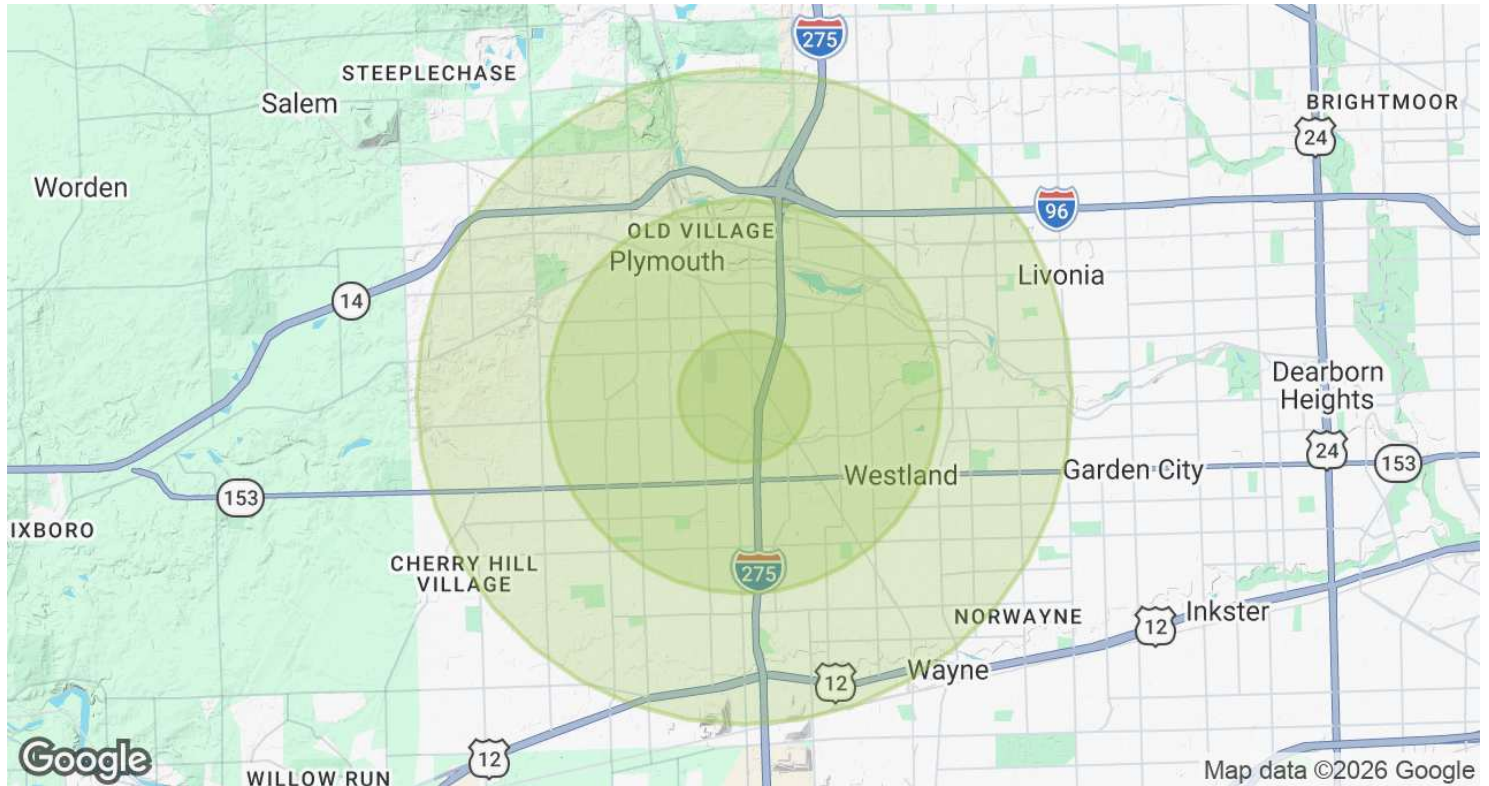 275
STEEPLECHASE
Salem
BRIGHTMOOR
24
Worden
96
OLD VILLAGE
Plymouth
Livonia
14
Dearborn
Heights
24
Westland
Garden City
153
153
IXBORO
CHERRY HILL
VILLAGE
275
NORWAYNE
Inkster
12
Wayne
12
12
WILLOW RUN
Google
Map data ©2026 Google